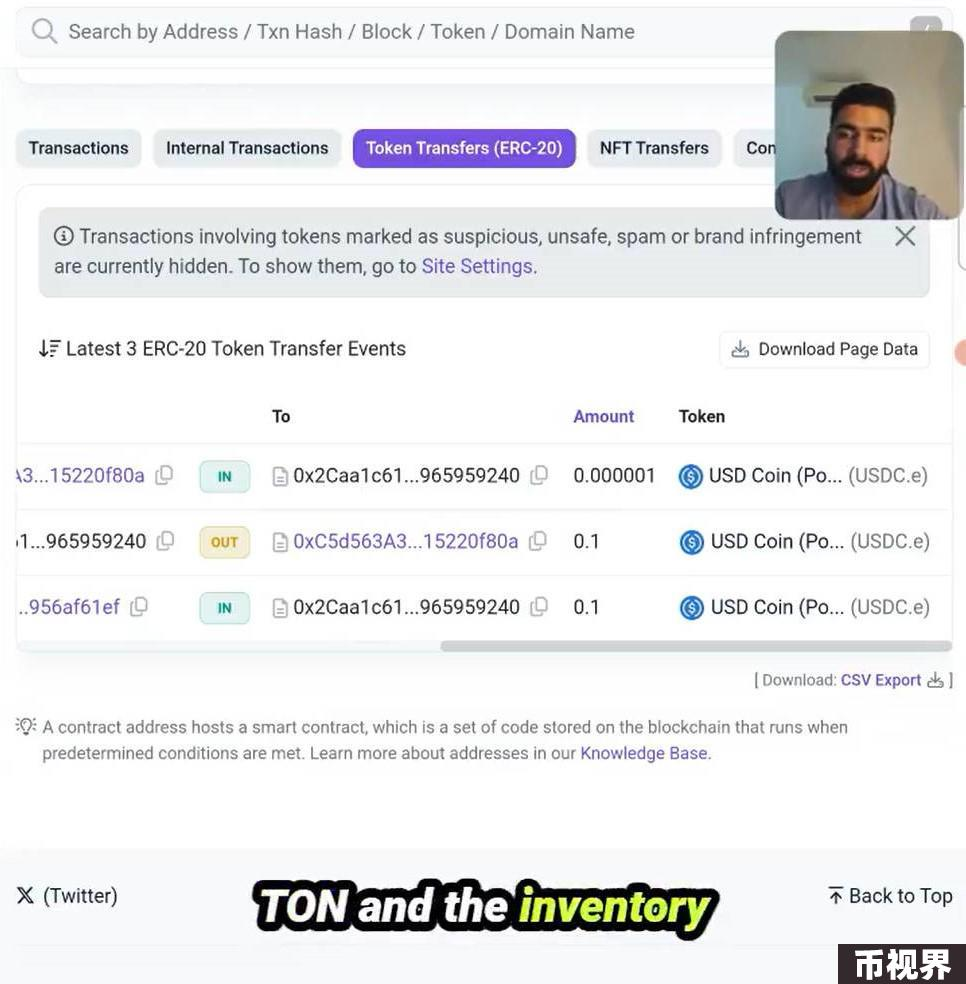 Search by Address / Txn Hash / Block / Token / Domain Name
/
Transactions Internal Transactions Token Transfers (ERC-20) NFT Transfers Con
Transactions involving tokens marked as suspicious, unsafe, spam or brand infringement
are currently hidden. To show them, go to Site Settings.
Latest 3 ERC-20 Token Transfer Events Download Page Data
To Amount Token
A3...15220f80a IN 0x2Caa1c61...965959240 0.000001 USD Coin (Po... (USDC.e)
1...965959240 OUT 0xC5d563A3...15220f80a 0.1 USD Coin (Po... (USDC.e)
..956af61ef IN 0x2Caa1c61...965959240 0.1 USD Coin (Po... (USDC.e)
[ Download: CSV Export ]
A contract address hosts a smart contract, which is a set of code stored on the blockchain that runs when
predetermined conditions are met. Learn more about addresses in our Knowledge Base.
X (Twitter) Back to Top
TON and the inventory
币视界